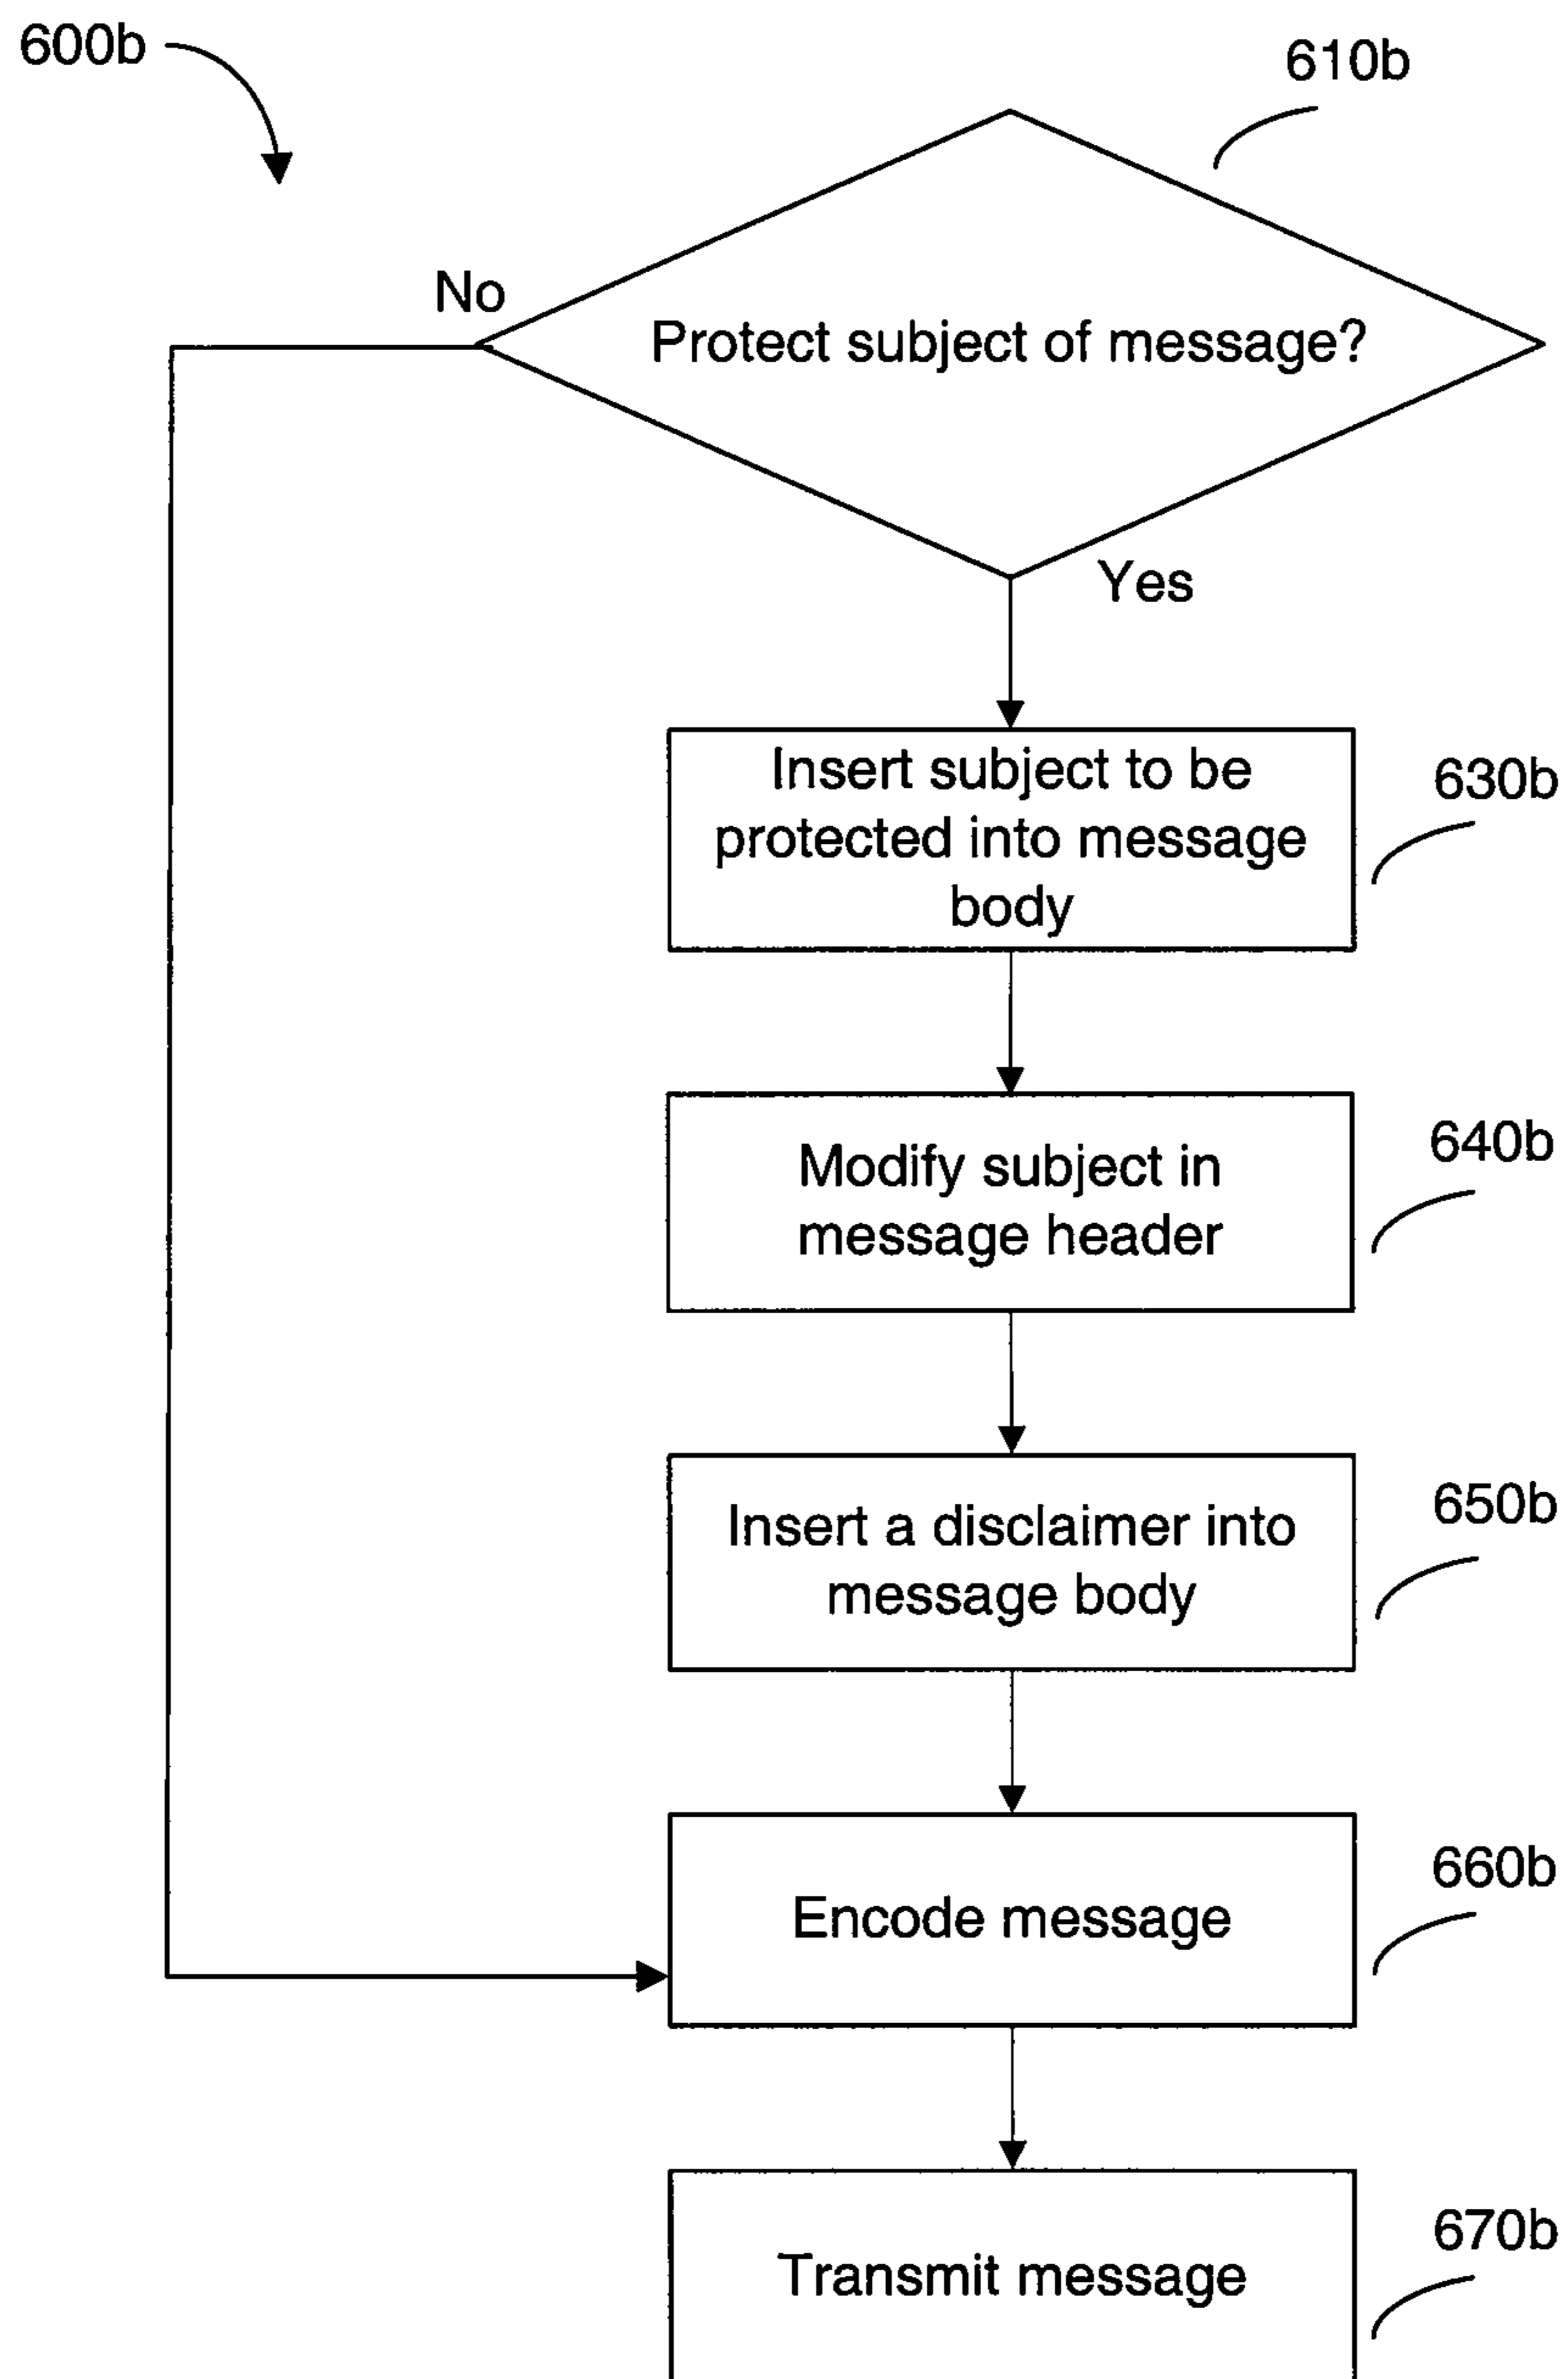 600b
610b
No
Protect subject of message?
Yes
Insert subject to be
protected into message
body
630b
Modify subject in
message header
640b
Insert a disclaimer into
message body
650b
Encode message
660b
Transmit message
670b